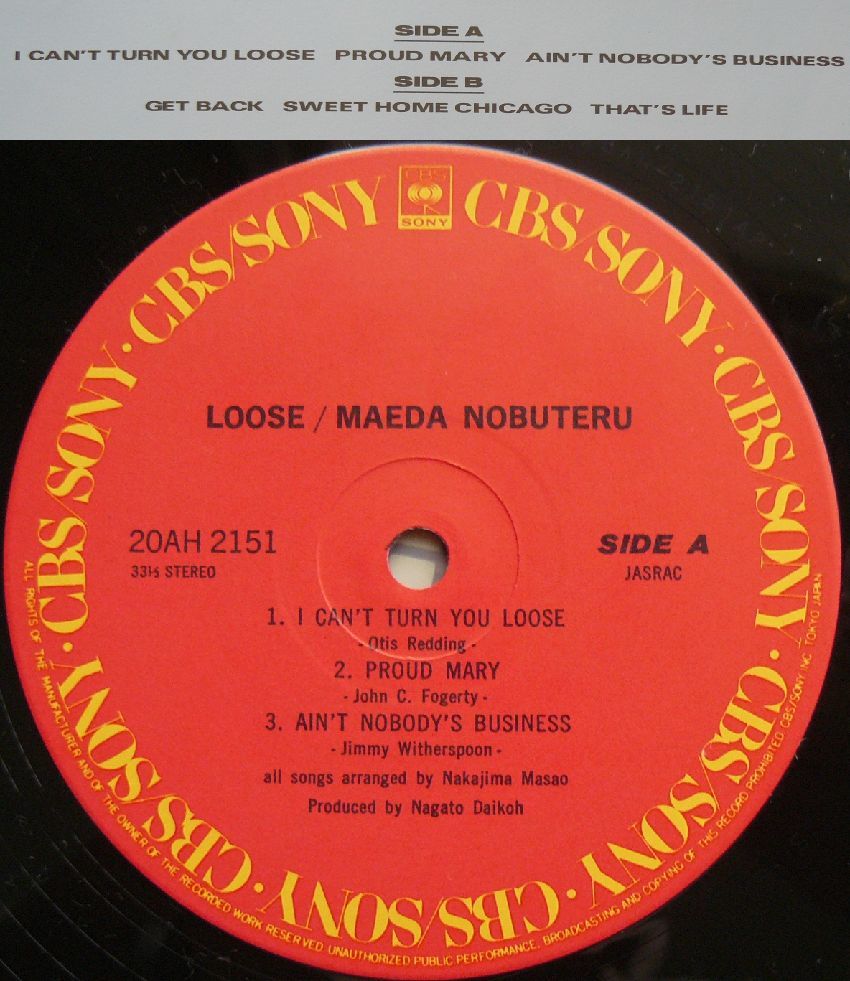 SIDE A
I CAN'T TURN YOU LOOSE PROUD MARY AIN'T NOBODY'S BUSINESS
SIDE B
GET BACK SWEET HOME CHICAGO THAT'S LIFE
CBS
SONY
CBS/SONY · CBS/SONY · CBS/SONY · CBS/SONY · CBS/SONY · CBS/SONY · CBS/SONY · CBS/SONY · CBS/SONY
LOOSE / MAEDA NOBUTERU
20AH 2151
SIDE A
33⅓ STEREO
JASRAC
1. I CAN'T TURN YOU LOOSE
- Otis Redding -
2. PROUD MARY
- John C. Fogerty -
3. AIN'T NOBODY'S BUSINESS
- Jimmy Witherspoon -
all songs arranged by Nakajima Masao
Produced by Nagato Daikoh
ALL RIGHTS OF THE MANUFACTURER AND OF THE OWNER OF THE RECORDED WORK RESERVED UNAUTHORIZED PUBLIC PERFORMANCE, BROADCASTING AND COPYING OF THIS RECORD PROHIBITED CBS/SONY INC. TOKYO JAPAN